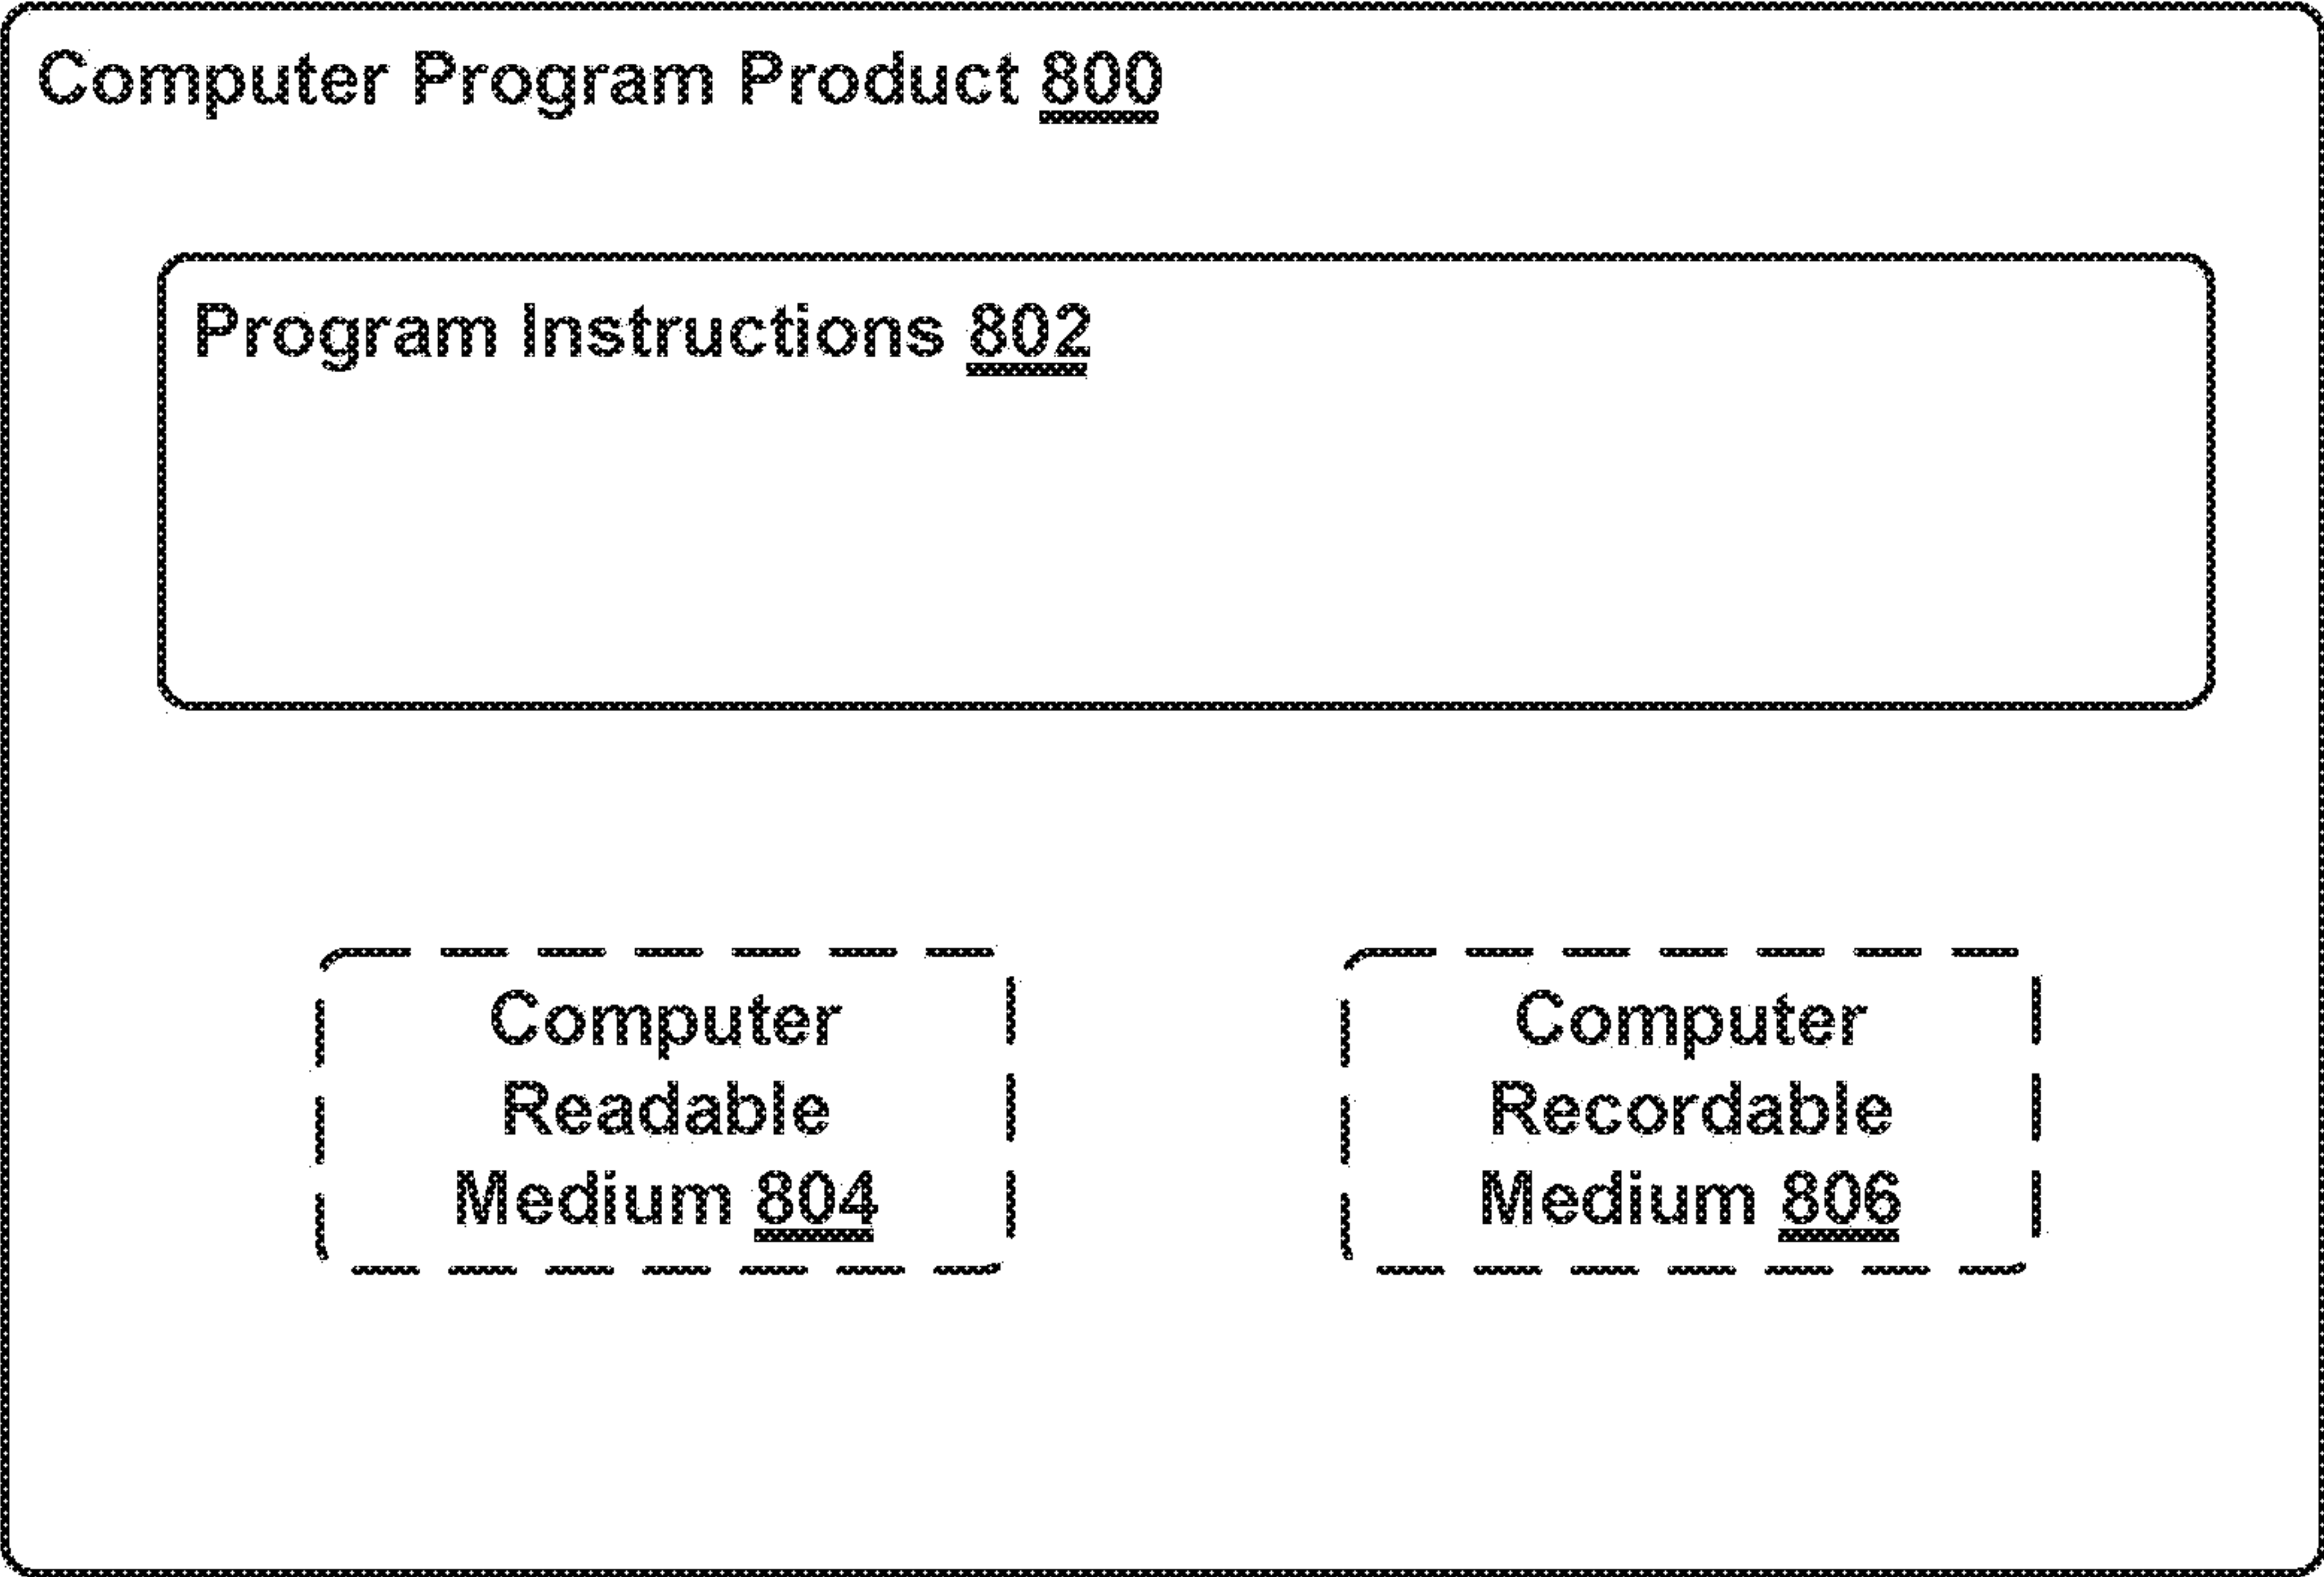 Computer Program Product 800
Program Instructions 802
Computer
Readable
Medium 804
Computer
Recordable
Medium 806